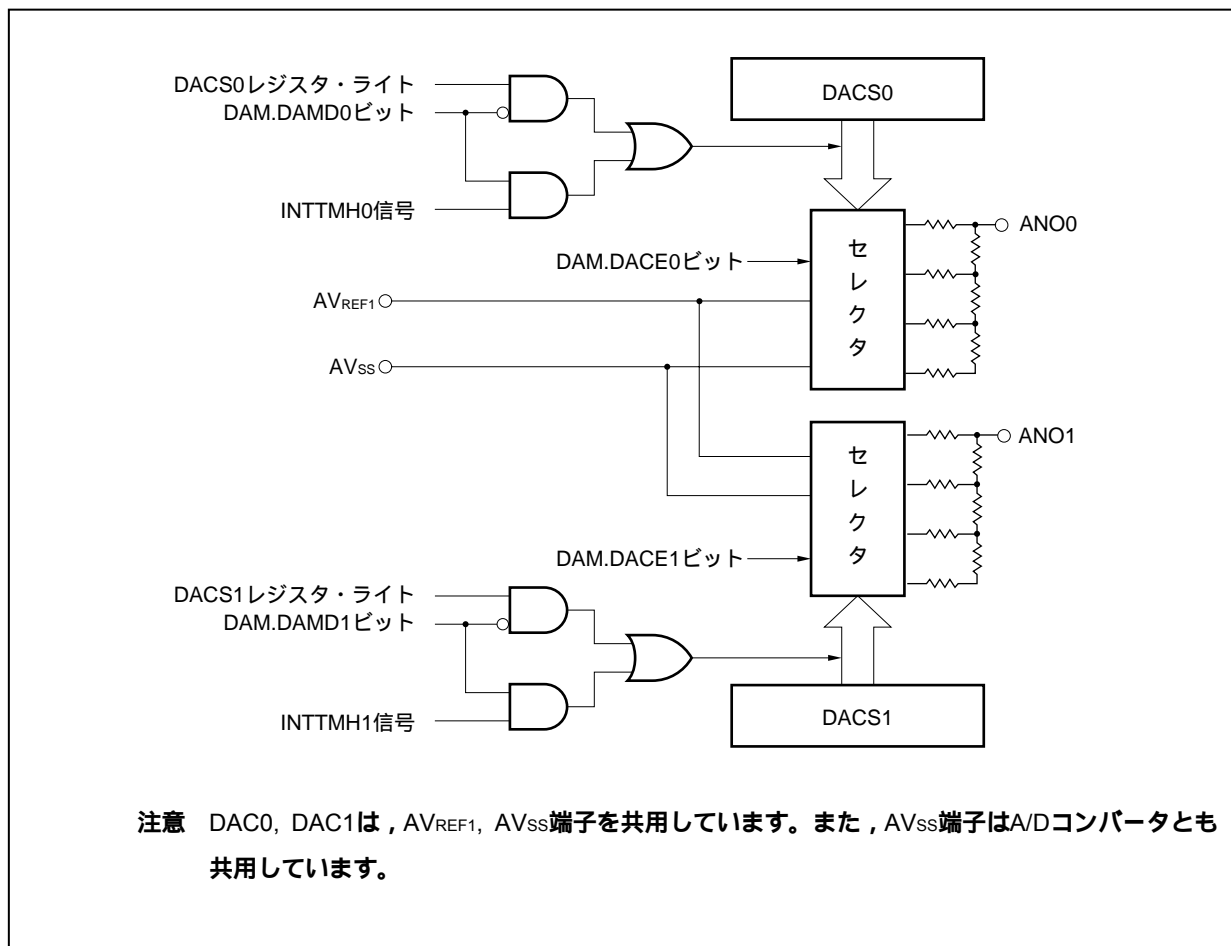 DACS0レジスタ・ライト
DAM.DAMD0ビット
INTTMH0信号
DACS0
DAM.DACE0ビット
セレクタ
ANO0
AVREF1
AVSS
セレクタ
ANO1
DAM.DACE1ビット
DACS1レジスタ・ライト
DAM.DAMD1ビット
INTTMH1信号
DACS1
注意 DAC0, DAC1は，AVREF1, AVSS端子を共用しています。また，AVSS端子はA/Dコンバータとも
共用しています。